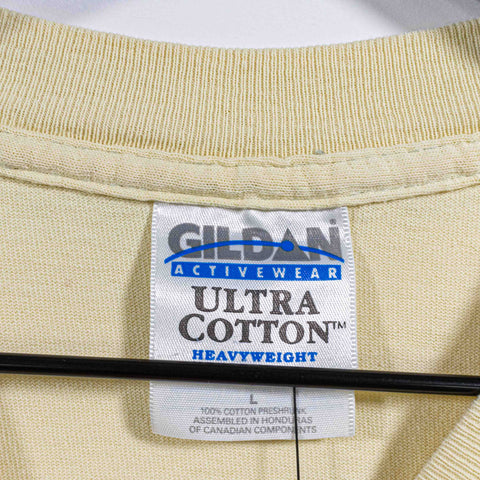 GILDAN®
ACTIVEWEAR
ULTRA
COTTON™
HEAVYWEIGHT
L
100% COTTON PRESHRUNK
ASSEMBLED IN HONDURAS
OF CANADIAN COMPONENTS